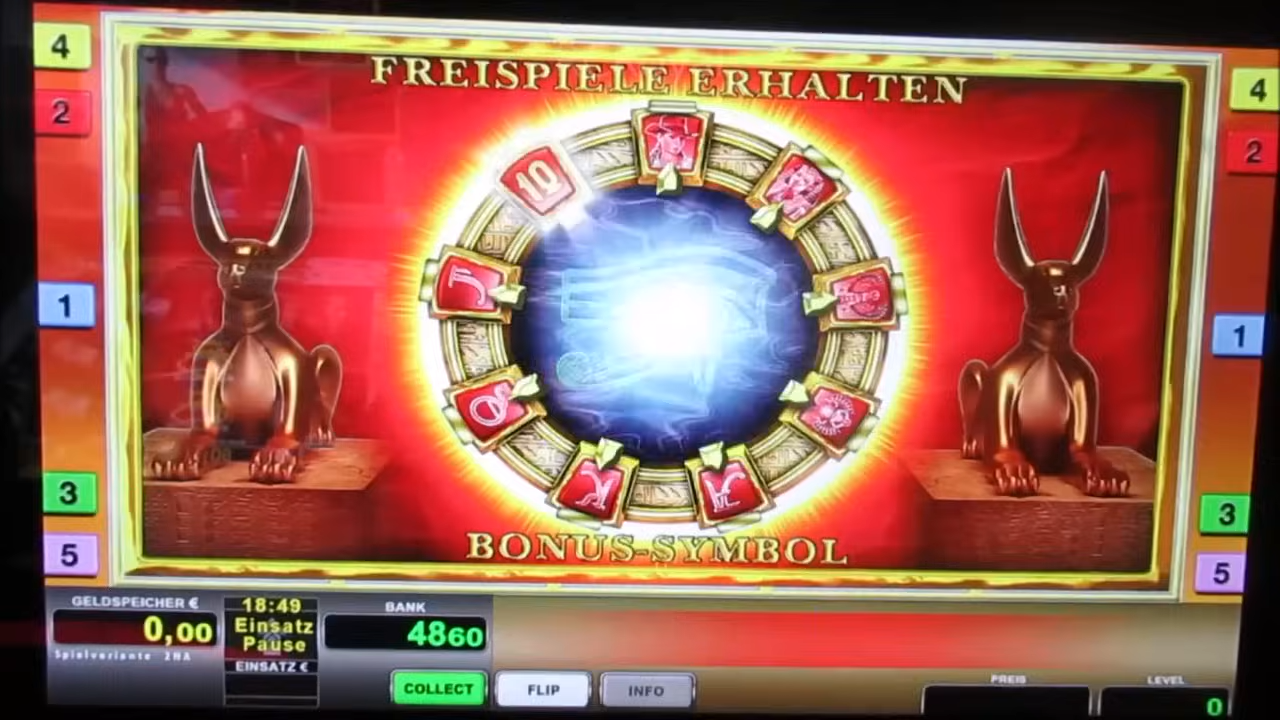 FREISPIELE ERHALTEN
4
2
1
3
5
10
J
Q
K
A
4
2
1
3
5
BONUS-SYMBOL
GELDSPEICHER €
0,00
Spielvariante 2NA
18:49
Einsatz
Pause
EINSATZ €
BANK
4860
COLLECT
FLIP
INFO
PREIS
LEVEL
0